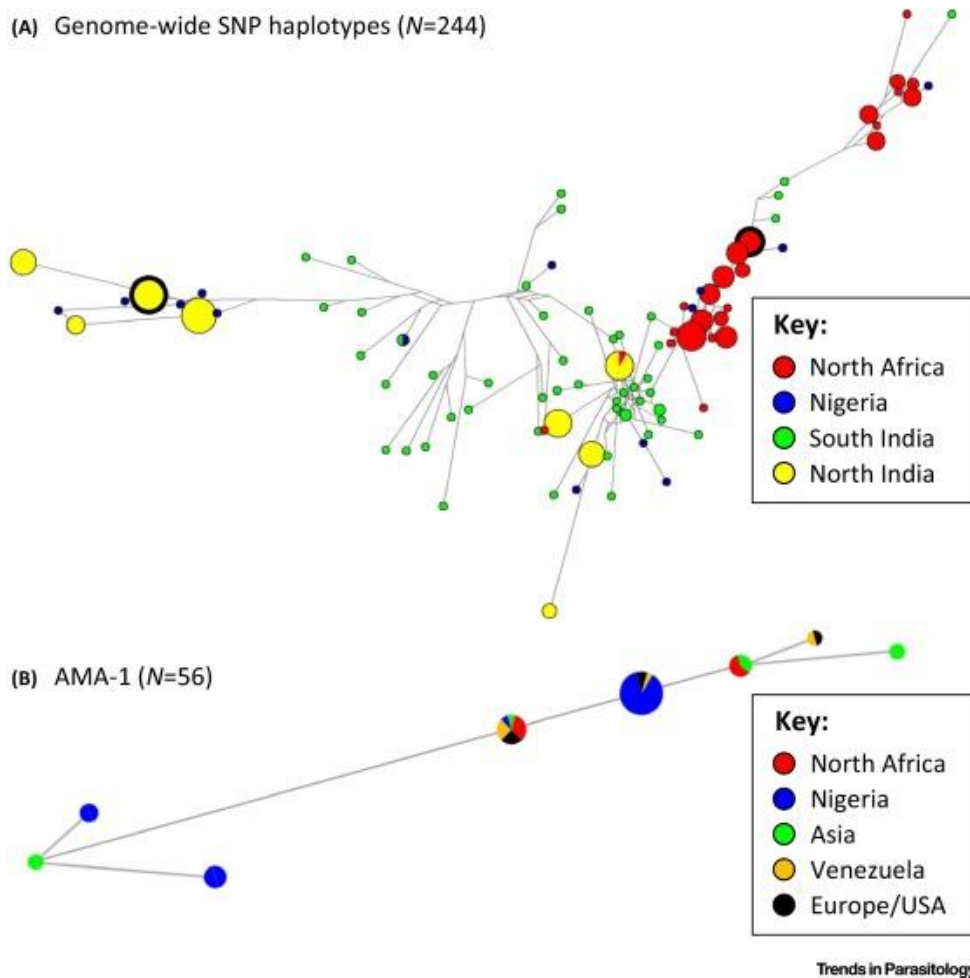 (A) Genome-wide SNP haplotypes (N=244)
Key:
North Africa
Nigeria
South India
North India
(B) AMA-1 (N=56)
Key:
North Africa
Nigeria
Asia
Venezuela
Europe/USA
Trends in Parasitology